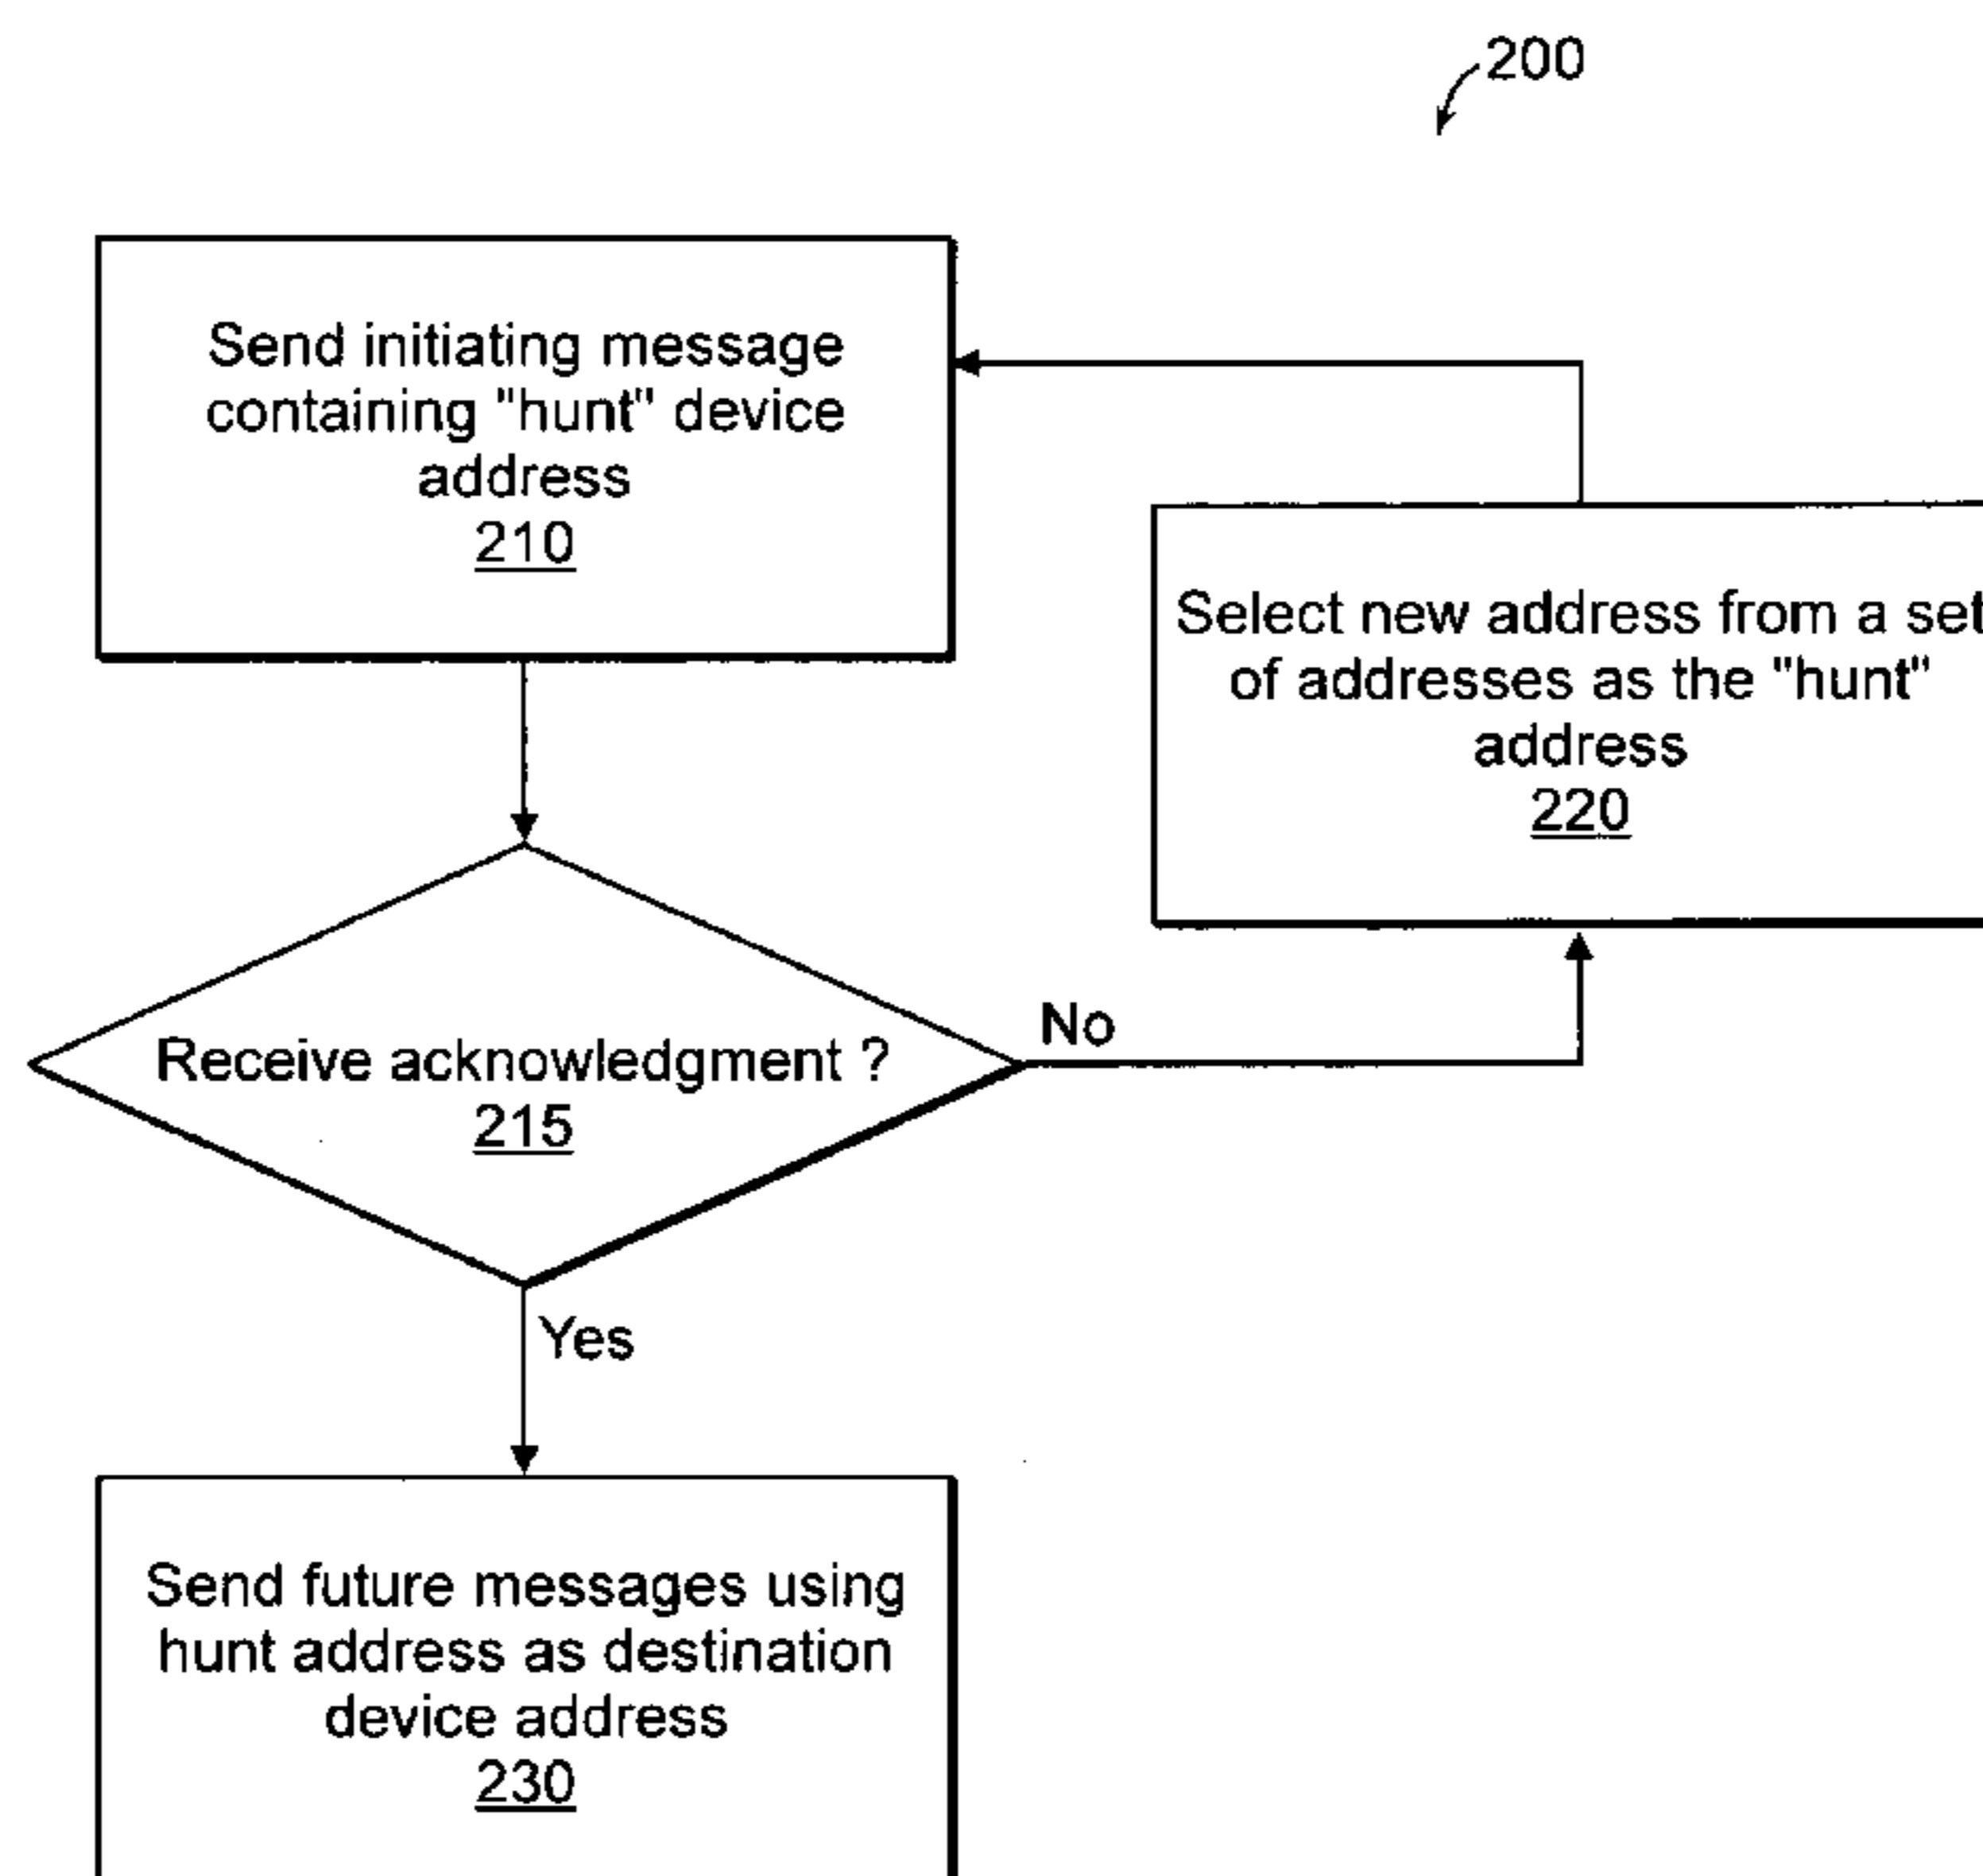 200
Send initiating message
containing "hunt" device
address
210
Select new address from a set
of addresses as the "hunt"
address
220
Receive acknowledgment ?
215
No
Yes
Send future messages using
hunt address as destination
device address
230